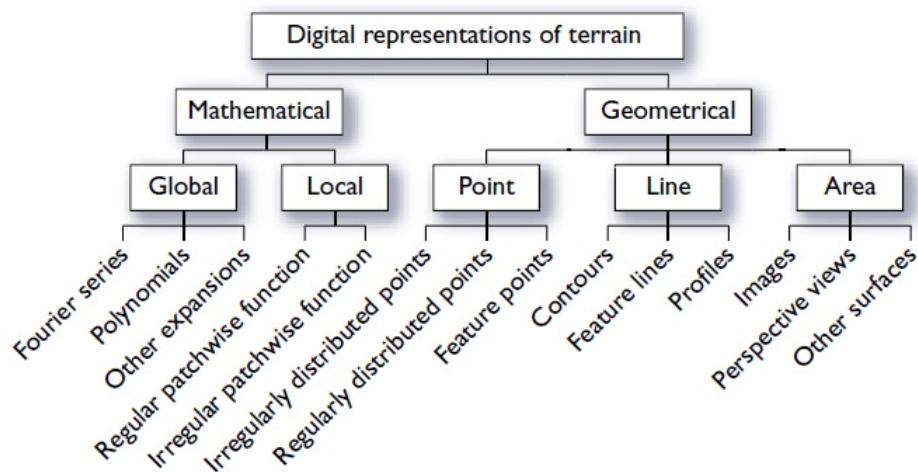 Digital representations of terrain
Mathematical
Geometrical
Global
Local
Point
Line
Area
Fourier series
Polynomials
Other expansions
Regular patchwise function
Irregular patchwise function
Irregularly distributed points
Regularly distributed points
Feature points
Contours
Feature lines
Profiles
Images
Perspective views
Other surfaces